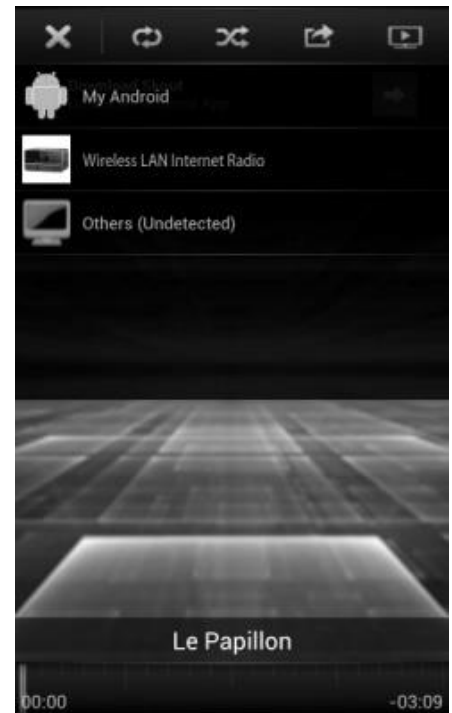 My Android
Wireless LAN Internet Radio
Others (Undetected)
Le Papillon
00:00
-03:09